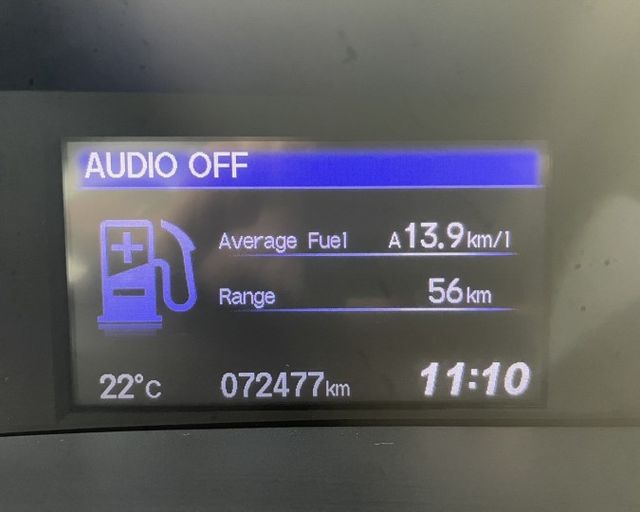 AUDIO OFF
Average Fuel A13.9km/l
Range 56km
22°C 072477km 11:10